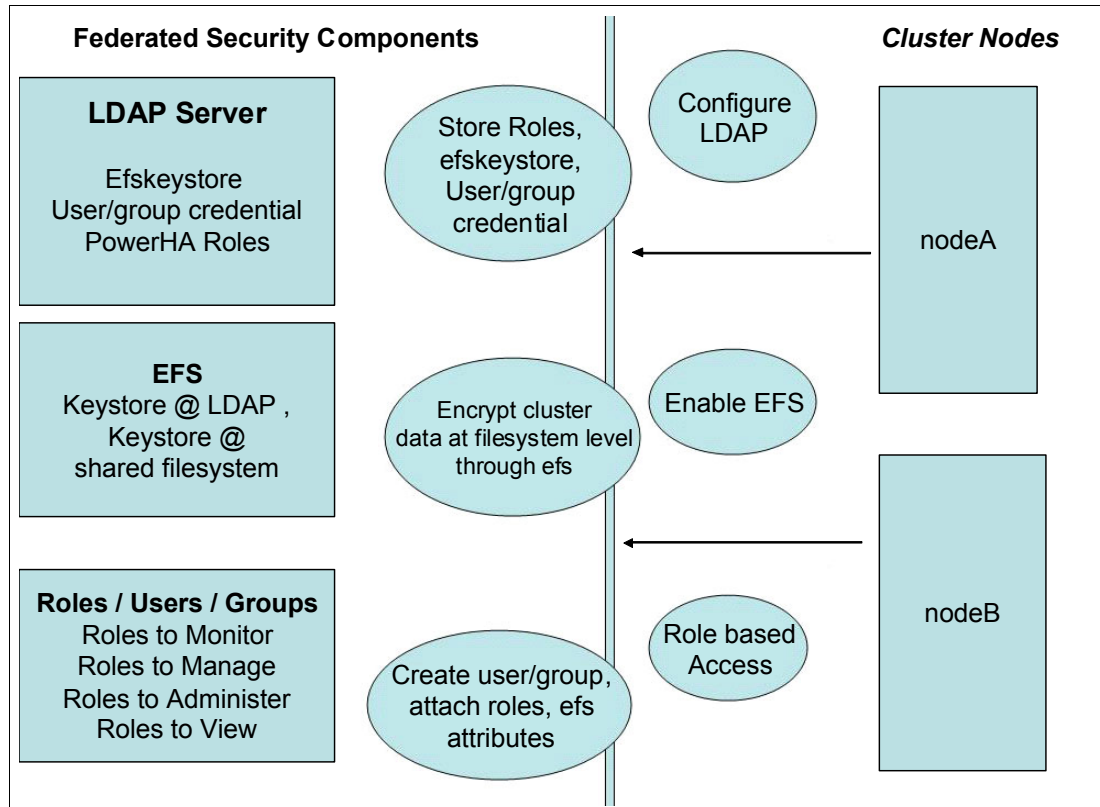 Federated Security Components
Cluster Nodes
LDAP Server
Efskeystore
User/group credential
PowerHA Roles
Store Roles,
efskeystore,
User/group
credential
Configure
LDAP
nodeA
EFS
Keystore @ LDAP ,
Keystore @
shared filesystem
Encrypt cluster
data at filesystem level
through efs
Enable EFS
Roles / Users / Groups
Roles to Monitor
Roles to Manage
Roles to Administer
Roles to View
Create user/group,
attach roles, efs
attributes
Role based
Access
nodeB